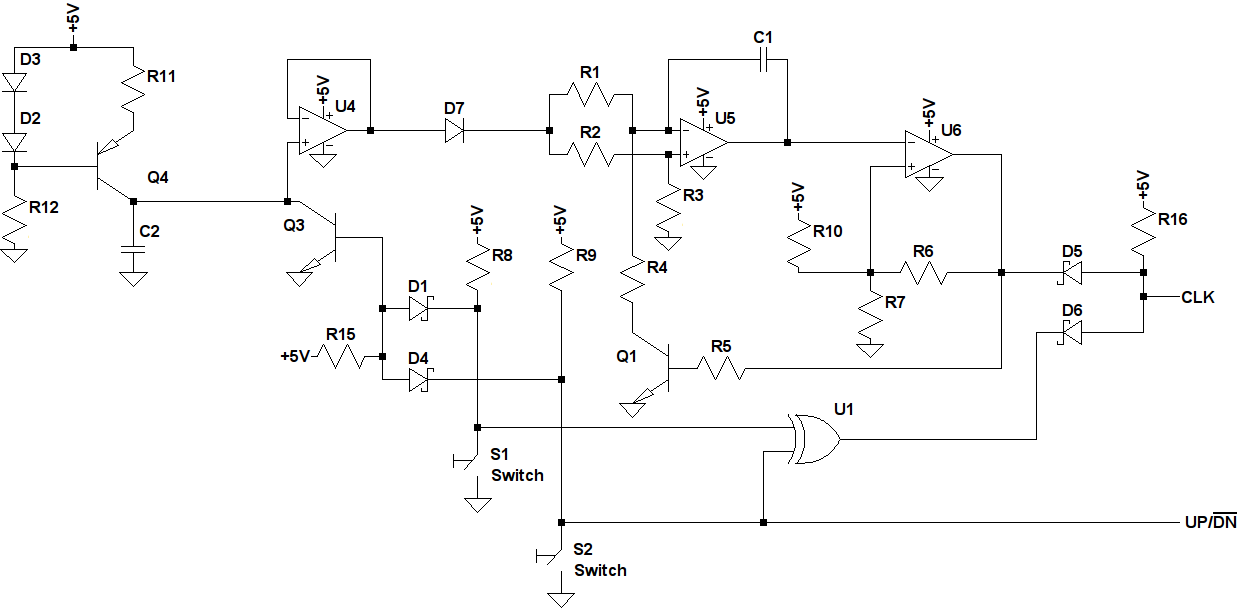 +5V
D3
R11
D2
Q4
R12
C2
+5V
U4
D7
R1
R2
C1
+5V
U5
+5V
U6
Q3
R3
+5V
R8
+5V
R9
R4
+5V
R10
R6
R7
+5V
R16
D5
D6
CLK
D1
R15
+5V
D4
Q1
R5
U1
S1
Switch
UP/DN
S2
Switch